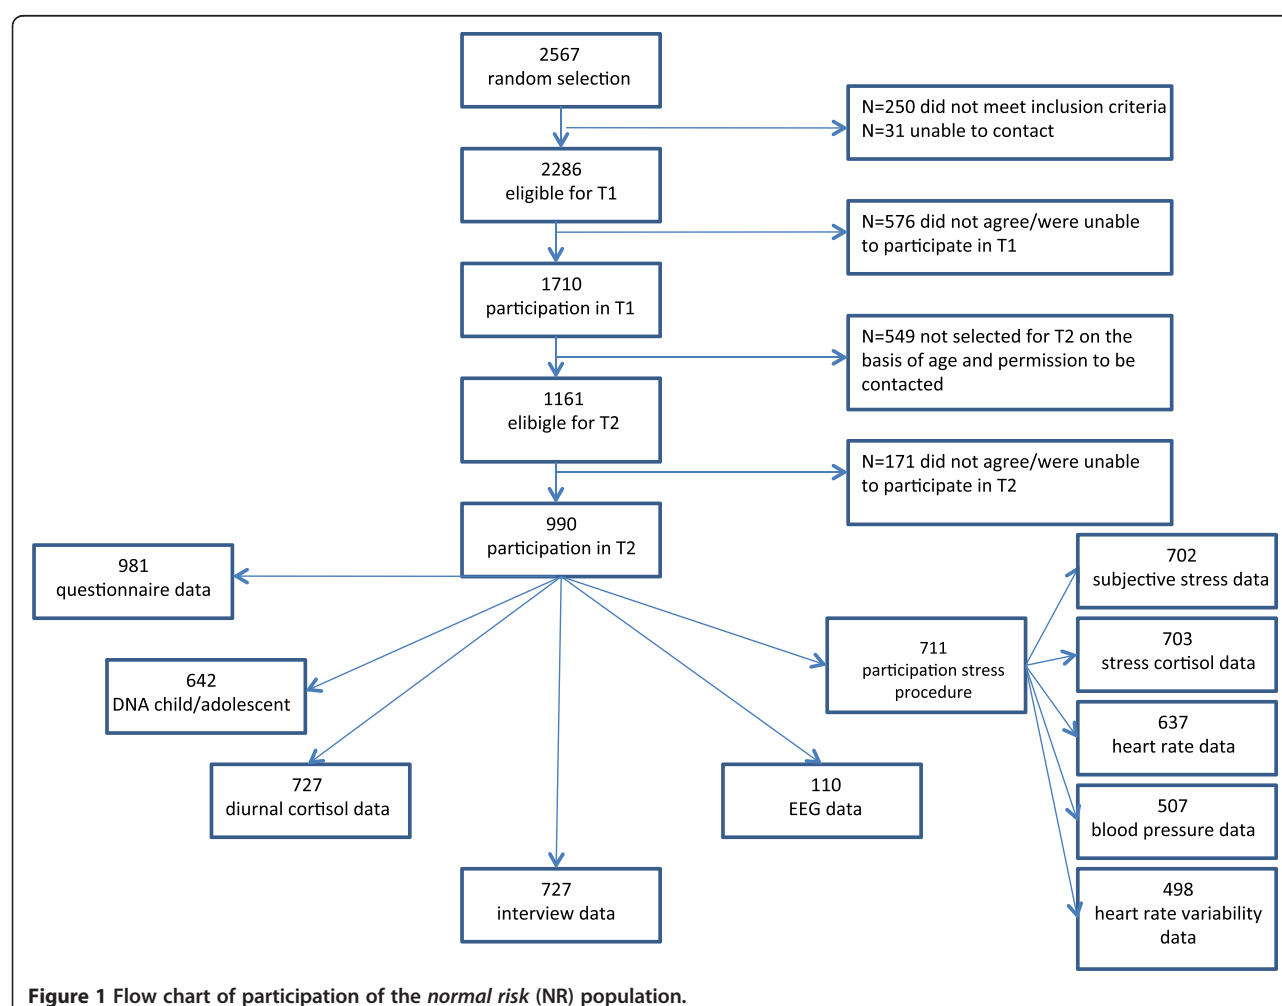 2567
random selection
N=250 did not meet inclusion criteria
N=31 unable to contact
2286
eligible for T1
N=576 did not agree/were unable
to participate in T1
1710
participation in T1
N=549 not selected for T2 on the
basis of age and permission to be
contacted
1161
elibigle for T2
N=171 did not agree/were unable
to participate in T2
990
participation in T2
981
questionnaire data
642
DNA child/adolescent
727
diurnal cortisol data
727
interview data
110
EEG data
711
participation stress
procedure
702
subjective stress data
703
stress cortisol data
637
heart rate data
507
blood pressure data
498
heart rate variability
data
Figure 1 Flow chart of participation of the normal risk (NR) population.